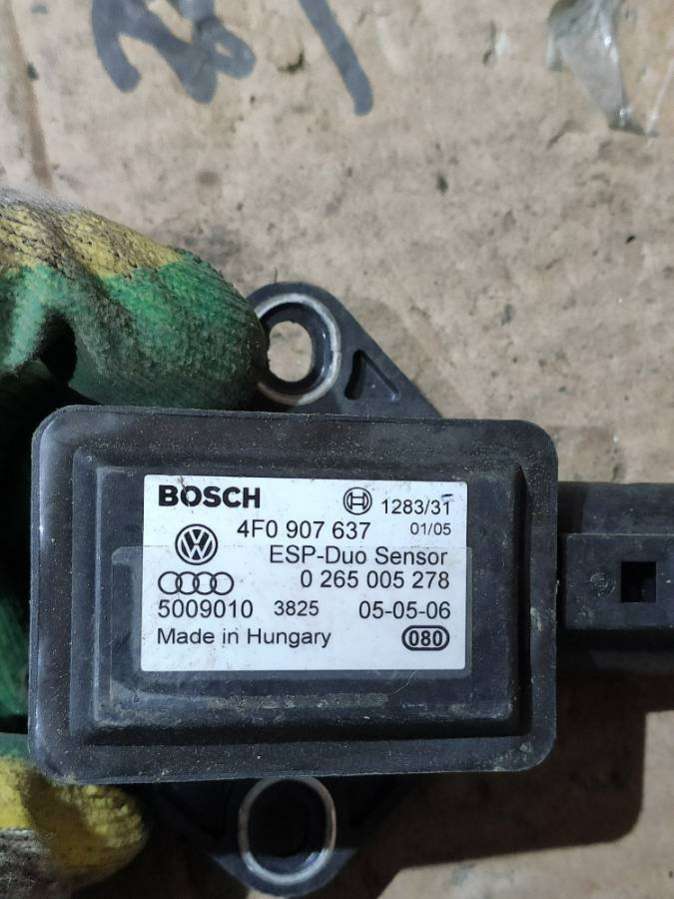 BOSCH
1283/31
4F0 907 637
01/05
ESP-Duo Sensor
0 265 005 278
5009010 3825 05-05-06
Made in Hungary 080